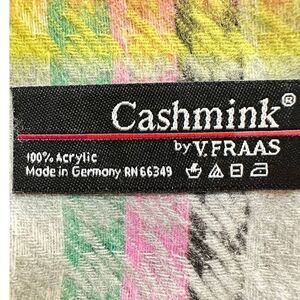 Cashmink®
by V.FRAAS
100% Acrylic
Made in Germany RN 66349